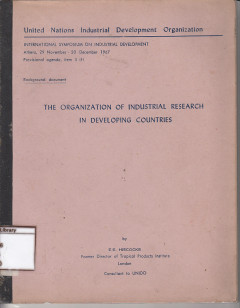 United Nations Industrial Development Organization
INTERNATIONAL SYMPOSIUM ON INDUSTRIAL DEVELOPMENT
Athens, 29 November - 20 December 1967
Provisional agenda, item 3 (f)
Background document
THE ORGANIZATION OF INDUSTRIAL RESEARCH
IN DEVELOPING COUNTRIES
by
Former Director of Tropical Products Institute
London
Consultant to UNIDO
Library